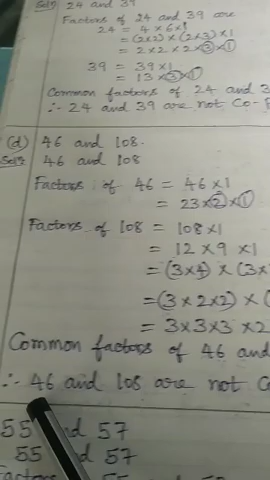 Solⁿ 24 and 39
Factors of 24 and 39 are
24 = 4 × 6 ×
= (2×2) × (2×3) × 1
= 2 × 2 × 2 × 3 × 1
39 = 39 × 1
= 13 × 3 × 1
Common factors of 24 and 3
∴ 24 and 39 are not Co-
(d) 46 and 108.
Solⁿ 46 and 108
Factors of 46 = 46 × 1
= 23 × 2 × 1
Factors of 108 = 108 × 1
= 12 × 9 × 1
= (3×4) × (3×
= (3 × 2 × 2) × (
= 3 × 3 × 3 × 2
Common factors of 46 and
∴ 46 and 108 are not C
55 and 57
55 and 57